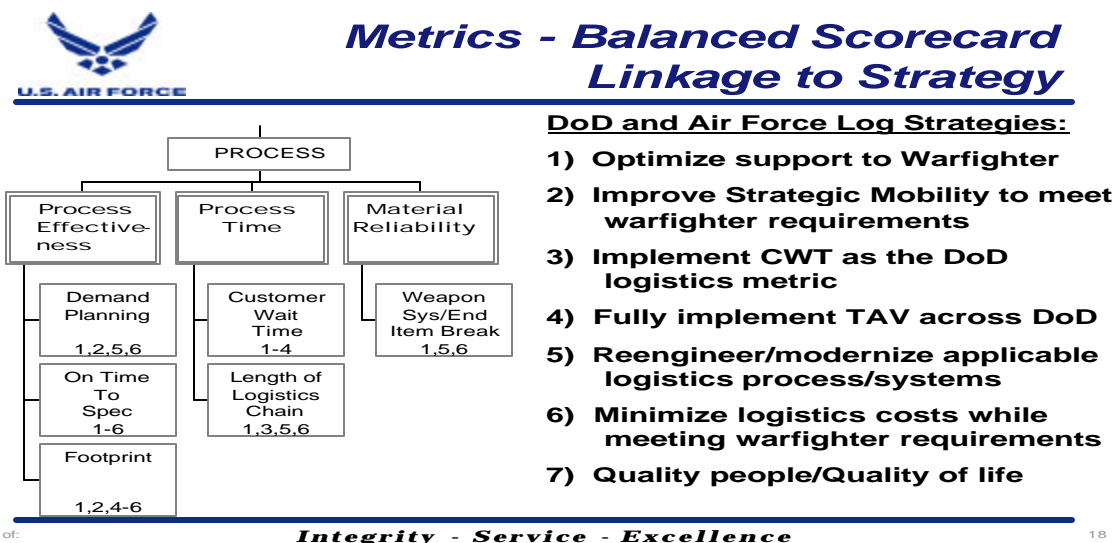 Metrics - Balanced Scorecard
Linkage to Strategy
U.S. AIR FORCE
PROCESS
Process
Effective-
ness
Process
Time
Material
Reliability
Demand
Planning
1,2,5,6
On Time
To
Spec
1-6
Footprint
1,2,4-6
Customer
Wait
Time
1-4
Length of
Logistics
Chain
1,3,5,6
Weapon
Sys/End
Item Break
1,5,6
DoD and Air Force Log Strategies:
1) Optimize support to Warfighter
2) Improve Strategic Mobility to meet
warfighter requirements
3) Implement CWT as the DoD
logistics metric
4) Fully implement TAV across DoD
5) Reengineer/modernize applicable
logistics process/systems
6) Minimize logistics costs while
meeting warfighter requirements
7) Quality people/Quality of life
of:
Integrity - Service - Excellence
18